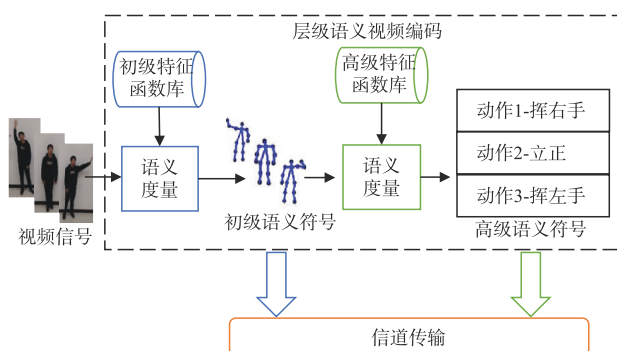 层级语义视频编码
初级特征
函数库
高级特征
函数库
语义
度量
语义
度量
动作1-挥右手
动作2-立正
动作3-挥左手
视频信号
初级语义符号
高级语义符号
信道传输